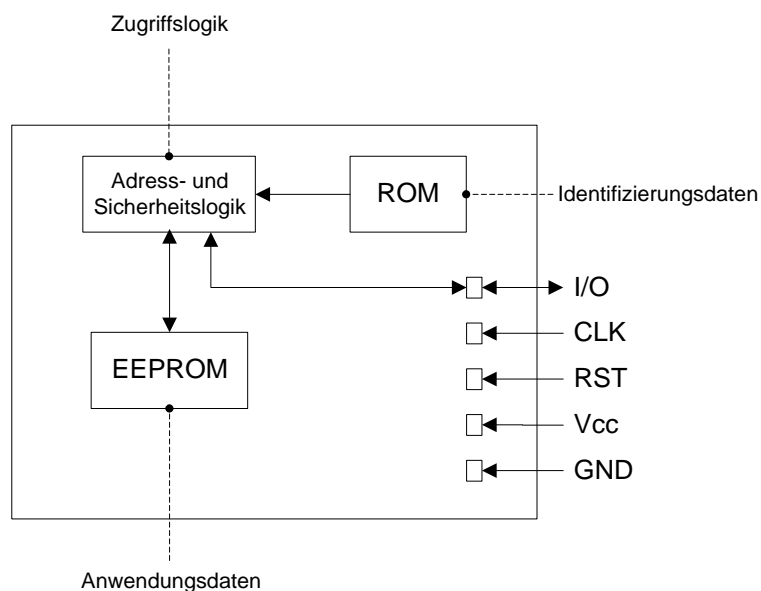 Zugriffslogik
Adress- und
Sicherheitslogik
ROM
Identifizierungsdaten
I/O
CLK
EEPROM
RST
Vcc
GND
Anwendungsdaten